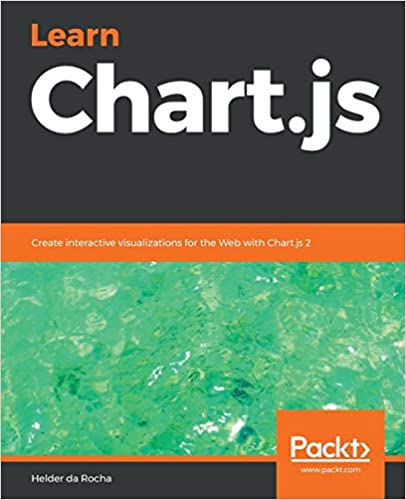 Learn
Chart.js
Create interactive visualizations for the Web with Chart.js 2
Packt>
www.packt.com
Helder da Rocha